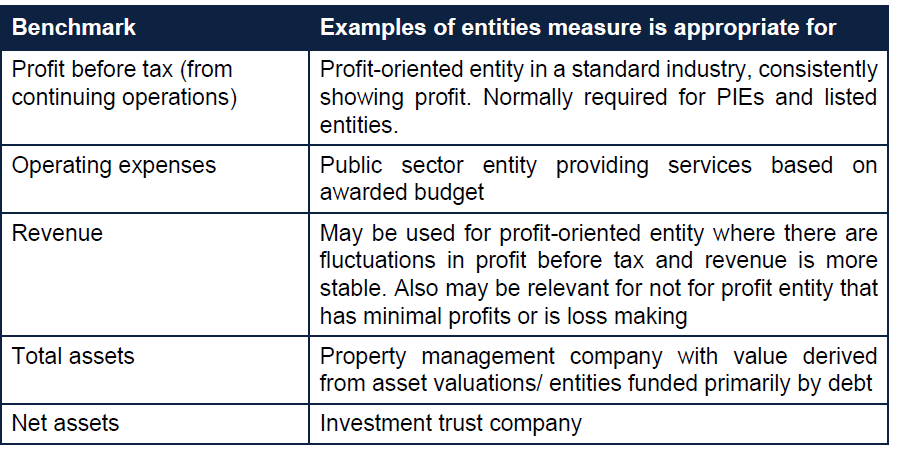 Benchmark
Examples of entities measure is appropriate for
Profit before tax (from
continuing operations)
Profit-oriented entity in a standard industry, consistently
showing profit. Normally required for PIEs and listed
entities.
Operating expenses
Public sector entity providing services based on
awarded budget
Revenue
May be used for profit-oriented entity where there are
fluctuations in profit before tax and revenue is more
stable. Also may be relevant for not for profit entity that
has minimal profits or is loss making
Total assets
Property management company with value derived
from asset valuations/ entities funded primarily by debt
Net assets
Investment trust company